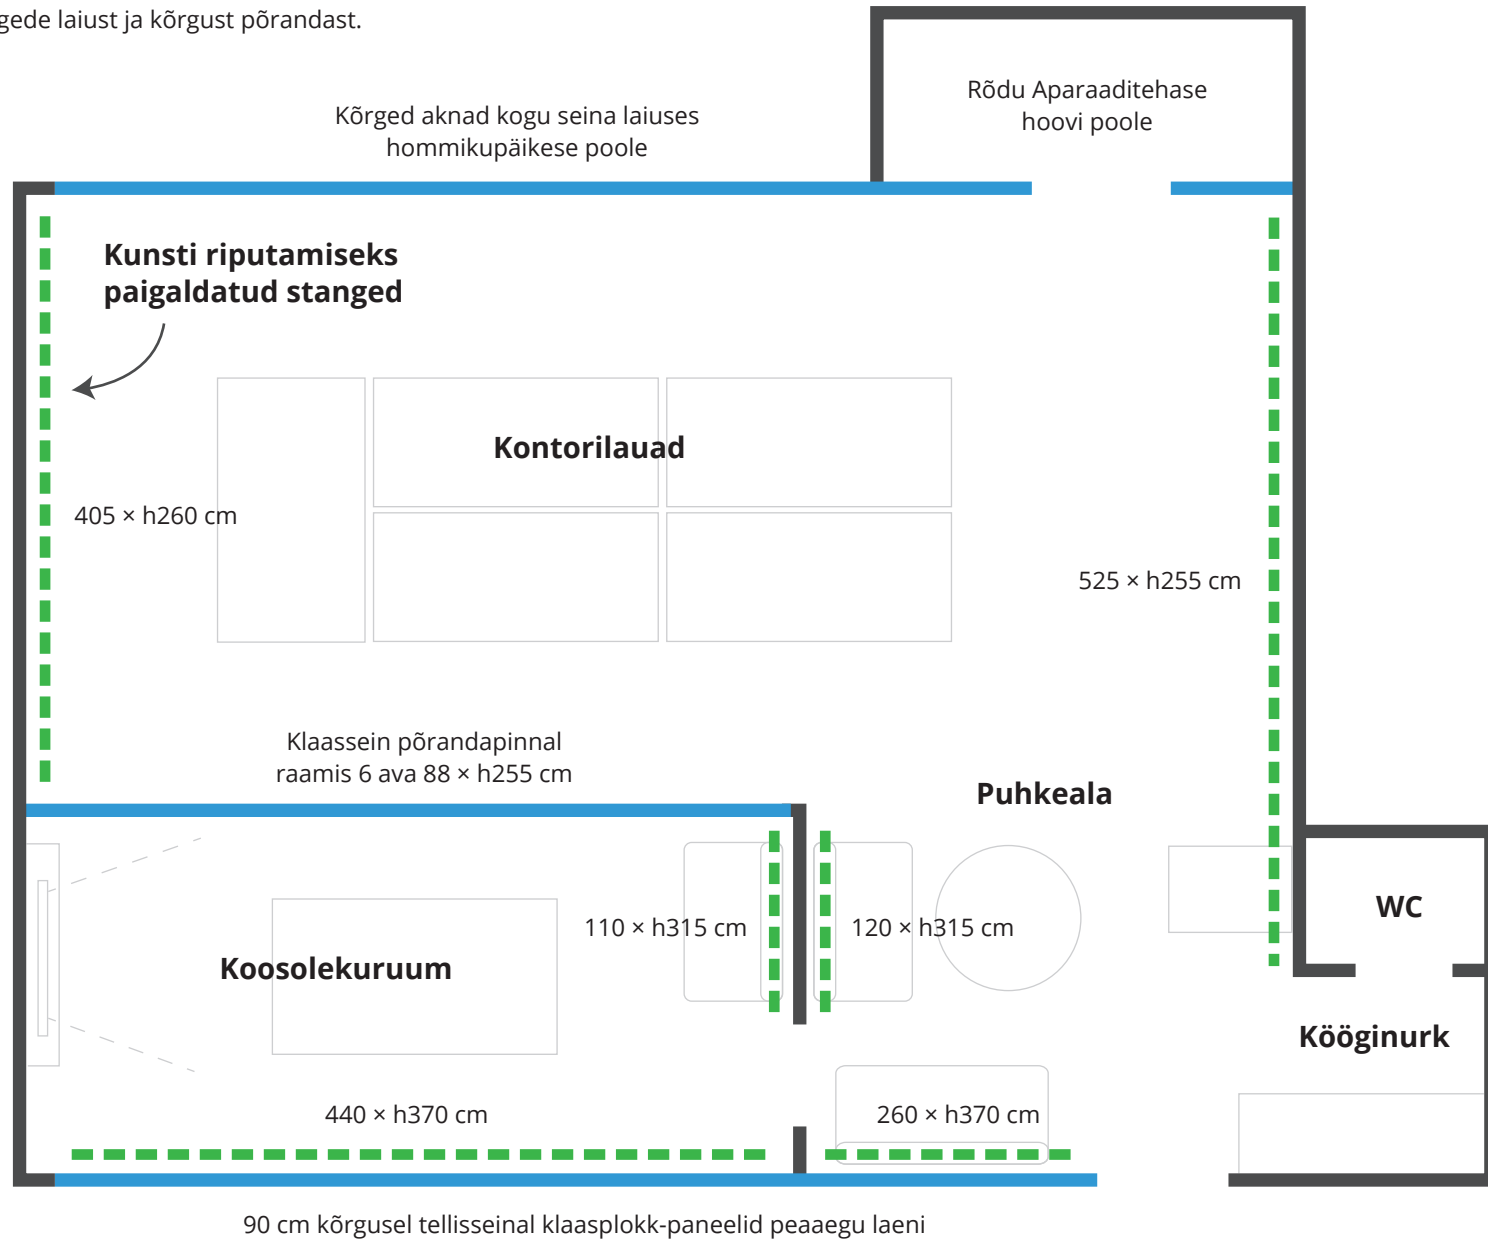 ja kõrgust põrandast.
Kõrged aknad kogu seina laiuses
hommikupäikese poole
Rõdu Aparaaditehase
hoovi poole
Kunsti riputamiseks
paigaldatud stanged
Kontorilauad
405 × h260 cm
525 × h255 cm
Klaassein põrandapinnal
raamis 6 ava 88 × h255 cm
Puhkeala
WC
110 × h315 cm
120 × h315 cm
Koosolekuruum
Kööginurk
440 × h370 cm
260 × h370 cm
90 cm kõrgusel tellisseinal klaasplokk-paneelid peaaegu laeni